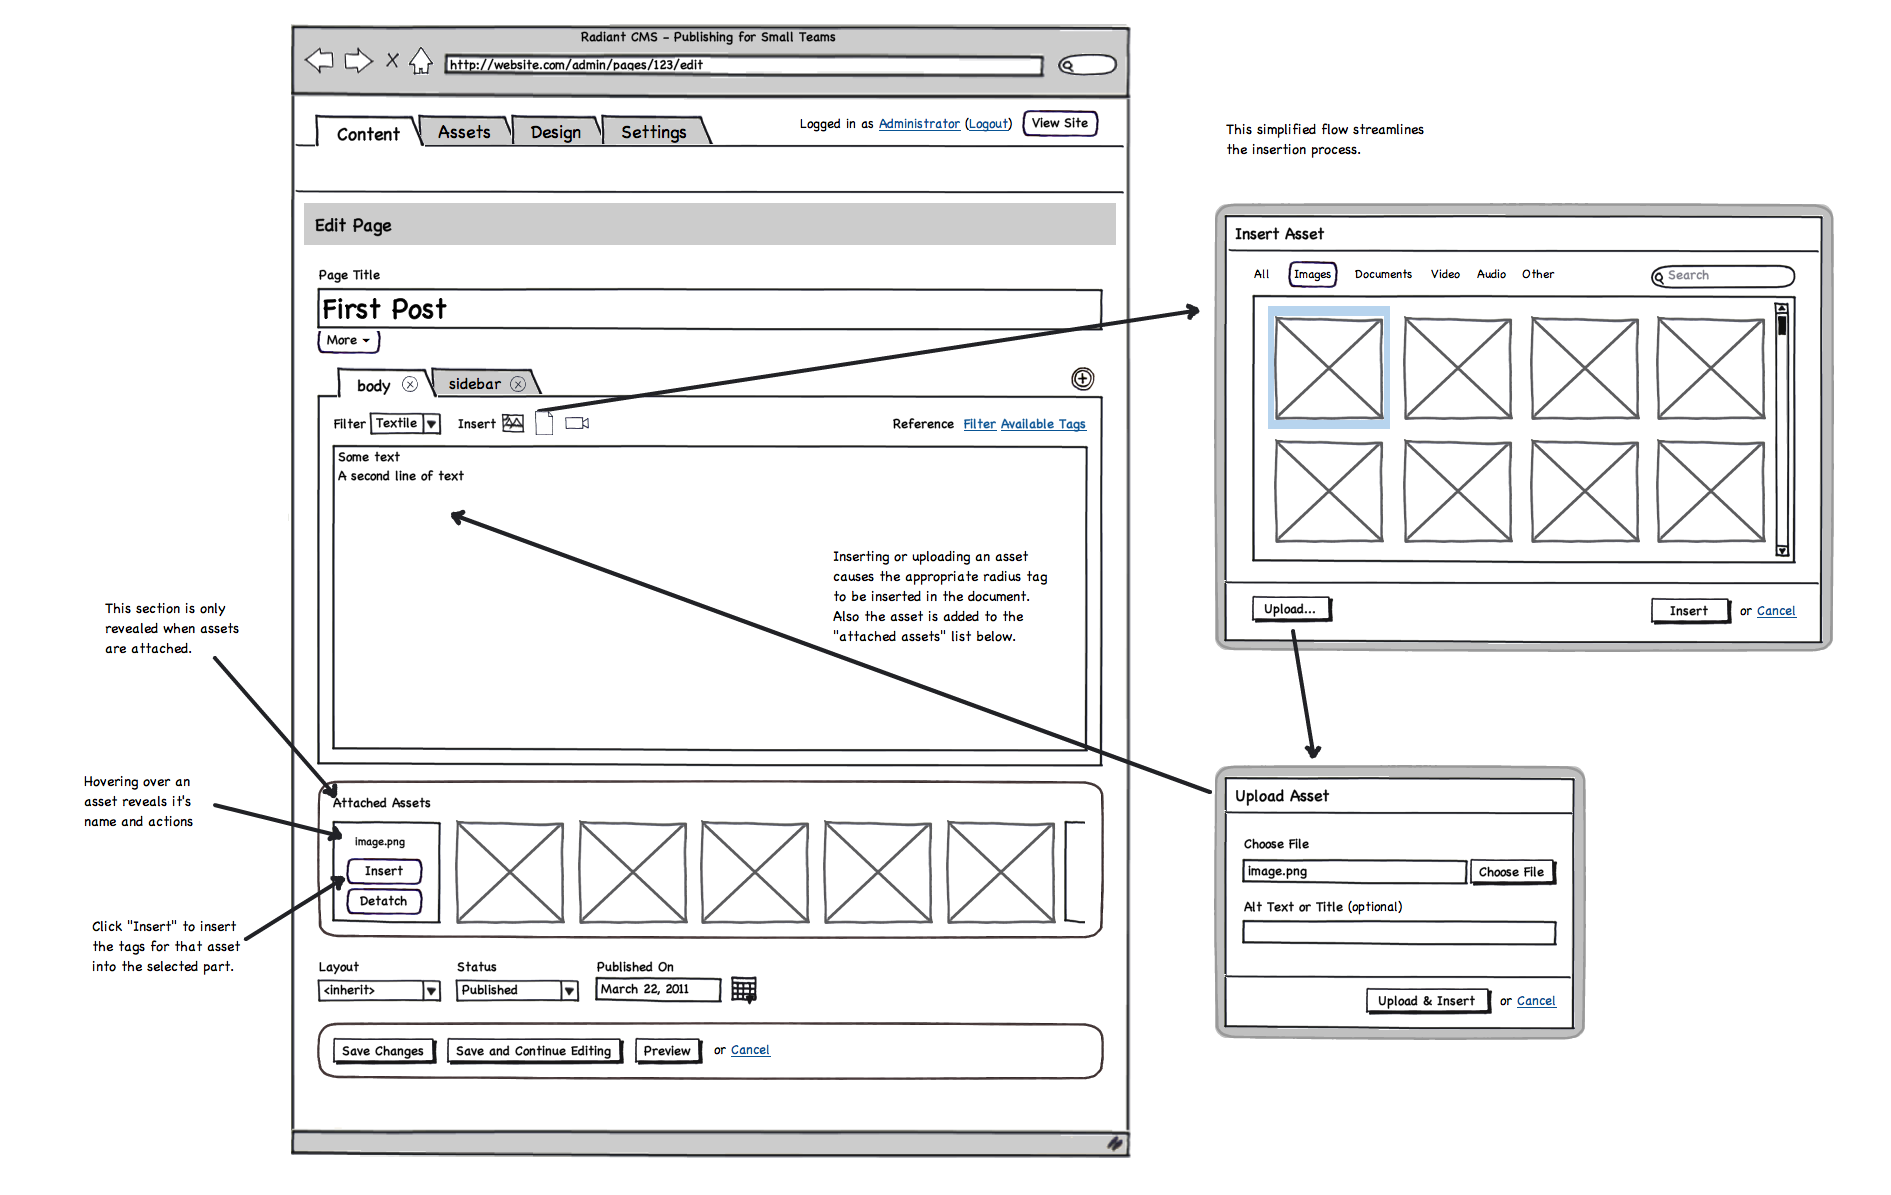 Radiant CMS - Publishing for Small Teams
http://website.com/admin/pages/123/edit
Content
Assets
Design
Settings
Logged in as Administrator (Logout)
View Site
Edit Page
Page Title
First Post
More
body
sidebar
Filter Textile
Insert
Reference Filter Available Tags
Some text
A second line of text
Inserting or uploading an asset
causes the appropriate radius tag
to be inserted in the document.
Also the asset is added to the
"attached assets" list below.
This section is only
revealed when assets
are attached.
Hovering over an
asset reveals it's
name and actions
Click "Insert" to insert
the tags for that asset
into the selected part.
Attached Assets
image.png
Insert
Detatch
Layout
<inherit>
Status
Published
Published On
March 22, 2011
Save Changes
Save and Continue Editing
Preview
or Cancel
This simplified flow streamlines
the insertion process.
Insert Asset
All
Images
Documents
Video
Audio
Other
Search
Upload...
Insert
or Cancel
Upload Asset
Choose File
image.png
Choose File
Alt Text or Title (optional)
Upload & Insert
or Cancel